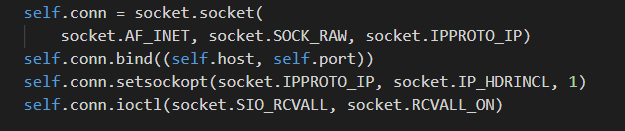 self.conn = socket.socket(
    socket.AF_INET, socket.SOCK_RAW, socket.IPPROTO_IP)
self.conn.bind((self.host, self.port))
self.conn.setsockopt(socket.IPPROTO_IP, socket.IP_HDRINCL, 1)
self.conn.ioctl(socket.SIO_RCVALL, socket.RCVALL_ON)